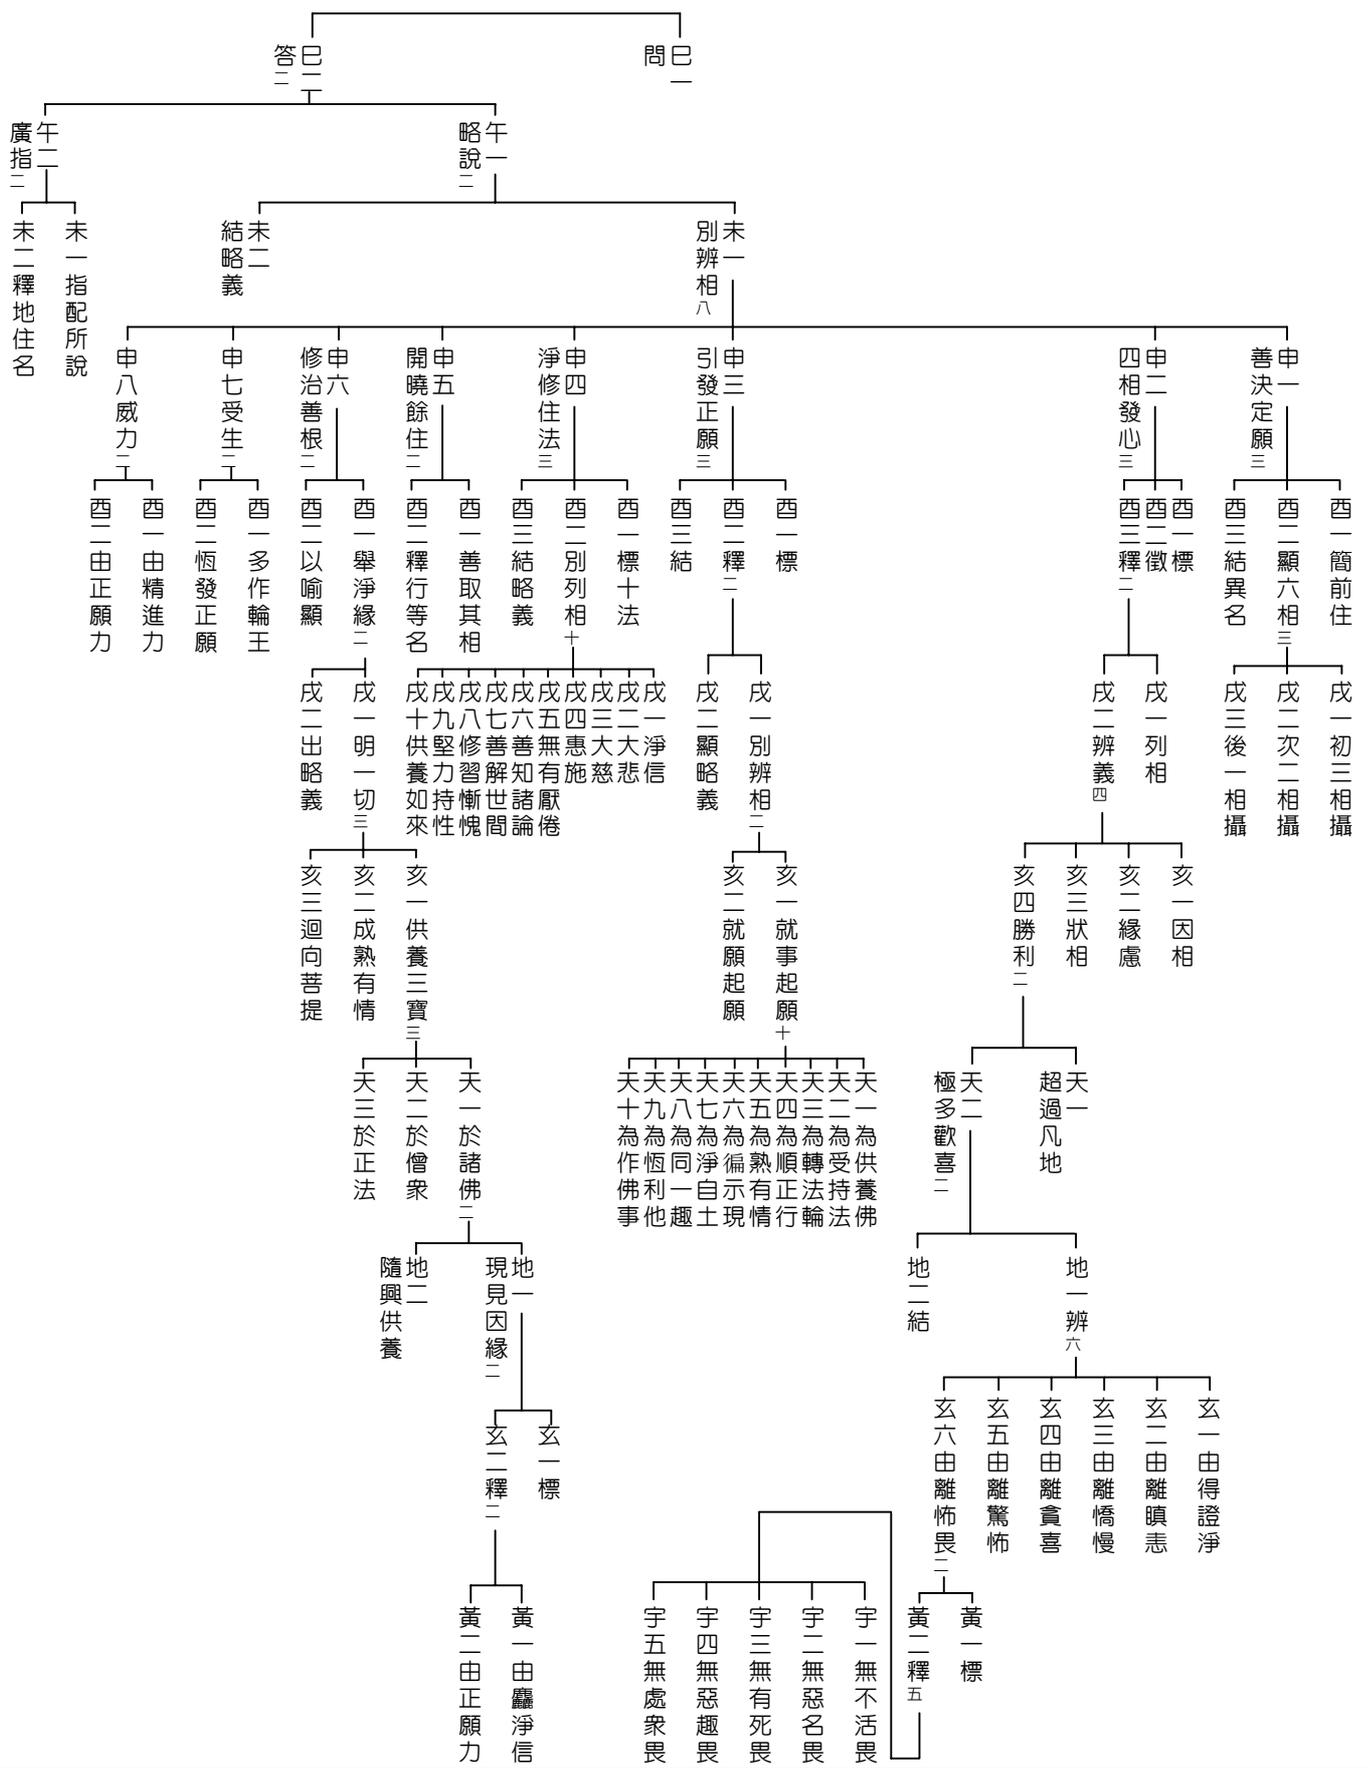 巳一
問
巳二
答二
午一
略說二
午二
廣指二
未一
別辨相八
未二
結略義
未一指配所說
未二釋地住名
申一
善決定願三
申二
四相發心三
申三
引發正願三
申四
淨修住法三
申五
開曉餘住二
申六
修治善根二
申七受生二
申八威力二
酉一簡前住
酉二顯六相三
酉三結異名
酉一標
酉二徵
酉三釋二
酉一標
酉二釋二
酉三結
酉一標十法
酉二別列相十
酉三結略義
酉一善取其相
酉二釋行等名
酉一舉淨緣二
酉二以喻顯
酉一多作輪王
酉二恆發正願
酉一由精進力
酉二由正願力
戌一初三相攝
戌二次二相攝
戌三後一相攝
戌一列相
戌二辨義四
戌一別辨相二
戌二顯略義
戌一淨信
戌二大悲
戌三大慈
戌四惠施
戌五無有厭倦
戌六善知諸論
戌七善解世間
戌八修習慚愧
戌九堅力持性
戌十供養如來
戌一明一切三
戌二出略義
亥一因相
亥二緣慮
亥三狀相
亥四勝利二
亥一就事起願十
亥二就願起願
亥一供養三寶三
亥二成熟有情
亥三迴向菩提
天一
超過凡地
天二
極多歡喜二
天一為供養佛
天二為受持法
天三為轉法輪
天四為順正行
天五為熟有情
天六為徧示現
天七為淨自土
天八為同一趣
天九為恆利他
天十為作佛事
天一於諸佛二
天二於僧衆
天三於正法
地一辨六
地二結
地一
現見因緣二
地二
隨興供養
玄一由得證淨
玄二由離瞋恚
玄三由離憍慢
玄四由離貪喜
玄五由離驚怖
玄六由離怖畏二
玄一標
玄二釋二
黃一標
黃二釋五
宇一無不活畏
宇二無惡名畏
宇三無有死畏
宇四無惡趣畏
宇五無處衆畏
黃一由麤淨信
黃二由正願力